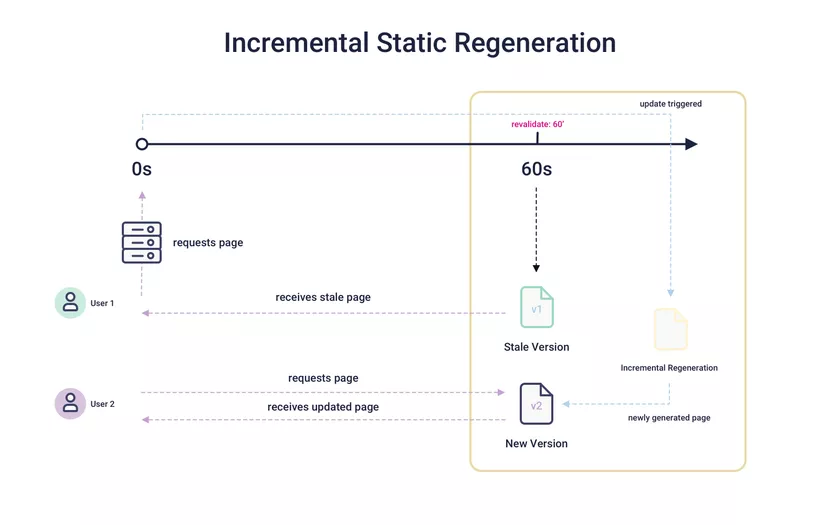 Incremental Static Regeneration
update triggered
revalidate: 60'
0s
60s
requests page
User 1
receives stale page
v1
Stale Version
Incremental Regeneration
requests page
User 2
receives updated page
v2
newly generated page
New Version